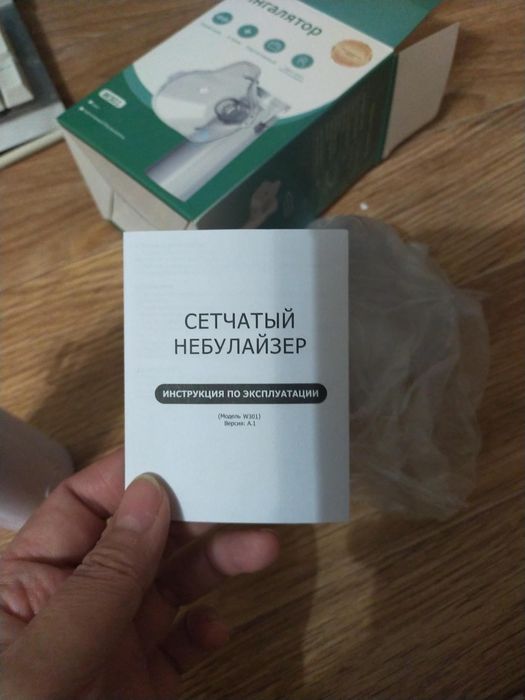 ингалятор
СЕТЧАТЫЙ
НЕБУЛАЙЗЕР
ИНСТРУКЦИЯ ПО ЭКСПЛУАТАЦИИ
(Модель W301)
Версия: A.1